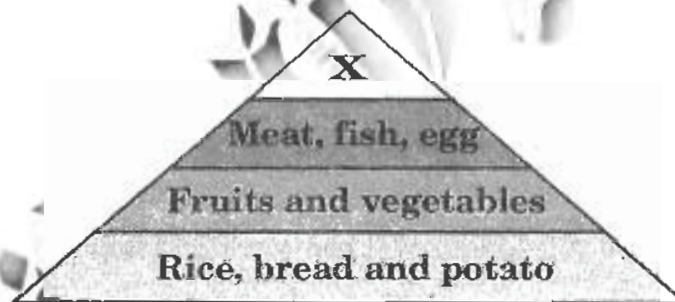 X
Meat, fish, egg
Fruits and vegetables
Rice, bread and potato